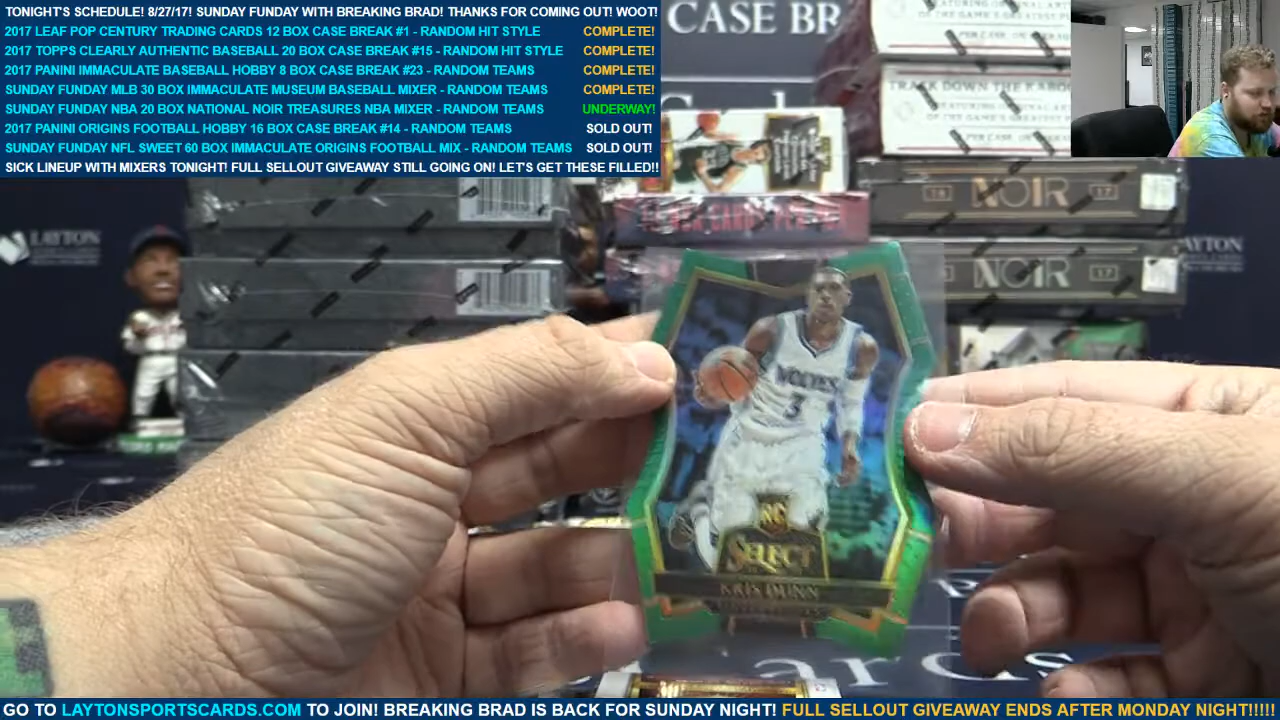 TONIGHT'S SCHEDULE! 8/27/17! SUNDAY FUNDAY WITH BREAKING BRAD! THANKS FOR COMING OUT! WOOT!
2017 LEAF POP CENTURY TRADING CARDS 12 BOX CASE BREAK #1 - RANDOM HIT STYLE COMPLETE!
2017 TOPPS CLEARLY AUTHENTIC BASEBALL 20 BOX CASE BREAK #15 - RANDOM HIT STYLE COMPLETE!
2017 PANINI IMMACULATE BASEBALL HOBBY 8 BOX CASE BREAK #23 - RANDOM TEAMS COMPLETE!
SUNDAY FUNDAY MLB 30 BOX IMMACULATE MUSEUM BASEBALL MIXER - RANDOM TEAMS COMPLETE!
SUNDAY FUNDAY NBA 20 BOX NATIONAL NOIR TREASURES NBA MIXER - RANDOM TEAMS UNDERWAY!
2017 PANINI ORIGINS FOOTBALL HOBBY 16 BOX CASE BREAK #14 - RANDOM TEAMS SOLD OUT!
SUNDAY FUNDAY NFL SWEET 60 BOX IMMACULATE ORIGINS FOOTBALL MIX - RANDOM TEAMS SOLD OUT!
SICK LINEUP WITH MIXERS TONIGHT! FULL SELLOUT GIVEAWAY STILL GOING ON! LET'S GET THESE FILLED!!
CASE BR
16 NOIR 17
NOIR 17
LAYTON
LAYTON
WOLVES
3
RC
SELECT
KRIS DUNN
Cards
GO TO LAYTONSPORTSCARDS.COM TO JOIN! BREAKING BRAD IS BACK FOR SUNDAY NIGHT! FULL SELLOUT GIVEAWAY ENDS AFTER MONDAY NIGHT!!!!!